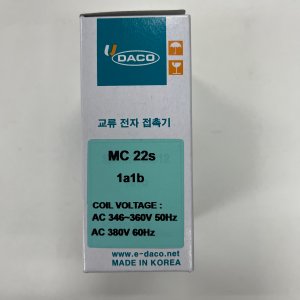 DACO
교류 전자 접촉기
MC 22s
1a1b
COIL VOLTAGE :
AC 346~360V 50Hz
AC 380V 60Hz
www.e-daco.net
MADE IN KOREA